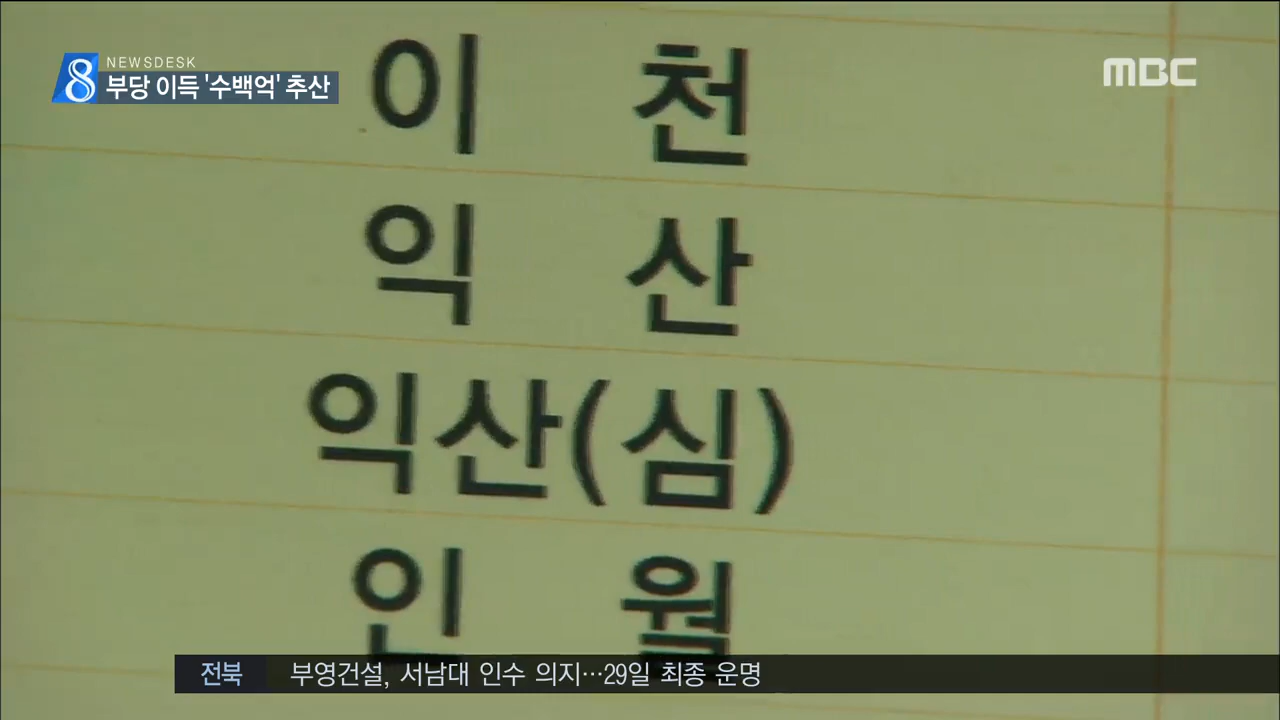 NEWSDESK
8 부당 이득 '수백억' 추산
MBC
이 천
익 산
익산(심)
인 월
전북 부영건설, 서남대 인수 의지...29일 최종 운명